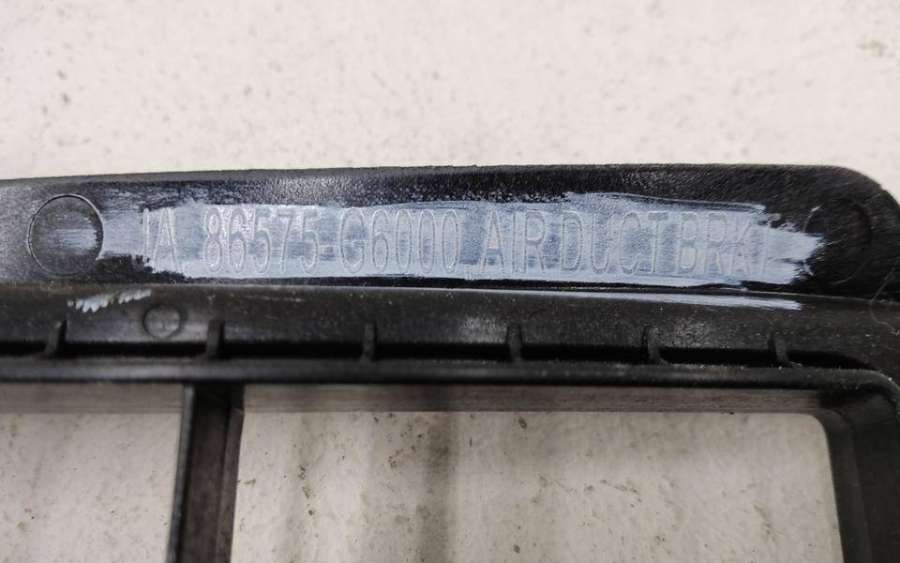 1A 86575-G6000 AIR DUCT BRKT